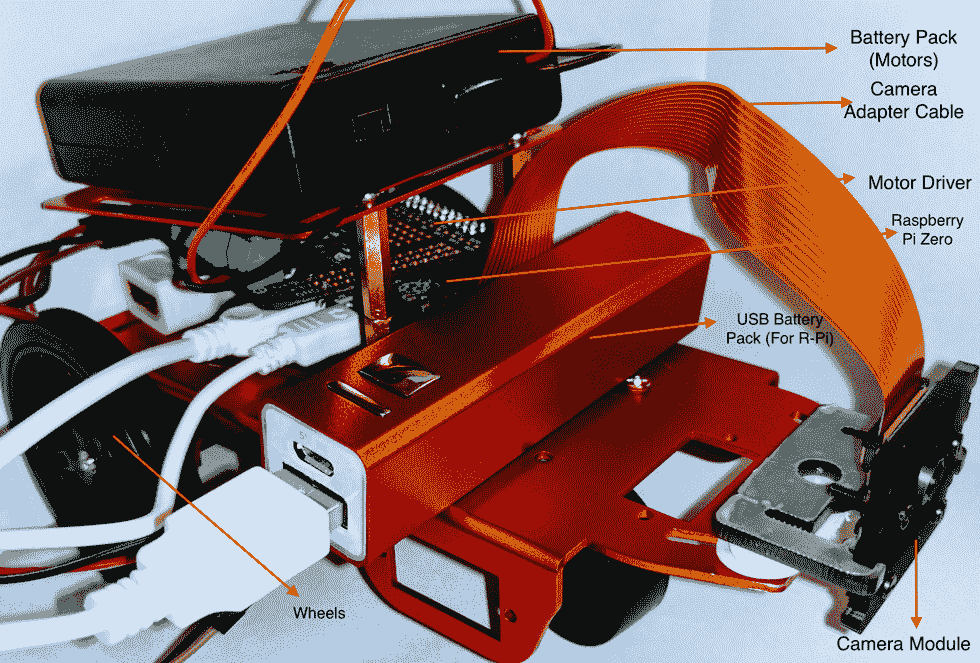 Battery Pack
(Motors)
Camera
Adapter Cable
Motor Driver
Raspberry
Pi Zero
USB Battery
Pack (For R-Pi)
Wheels
Camera Module